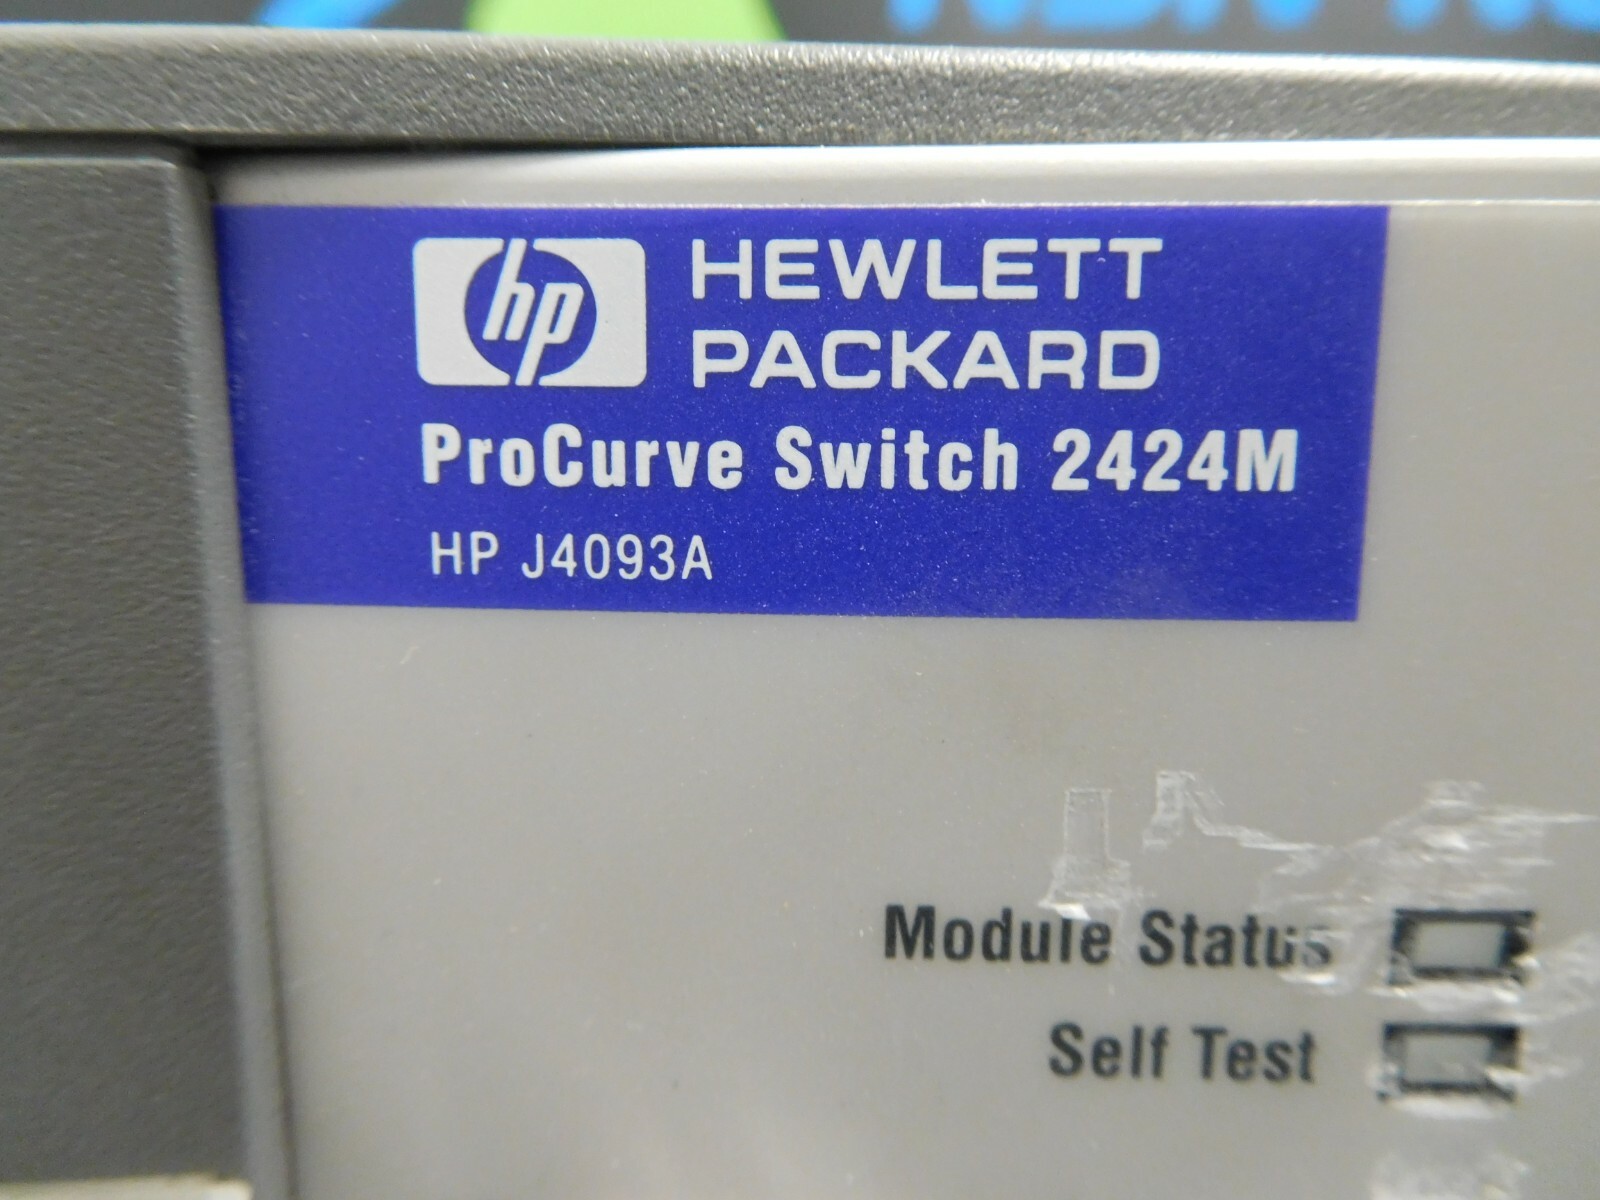 hp HEWLETT
PACKARD
ProCurve Switch 2424M
HP J4093A
Module Status
Self Test